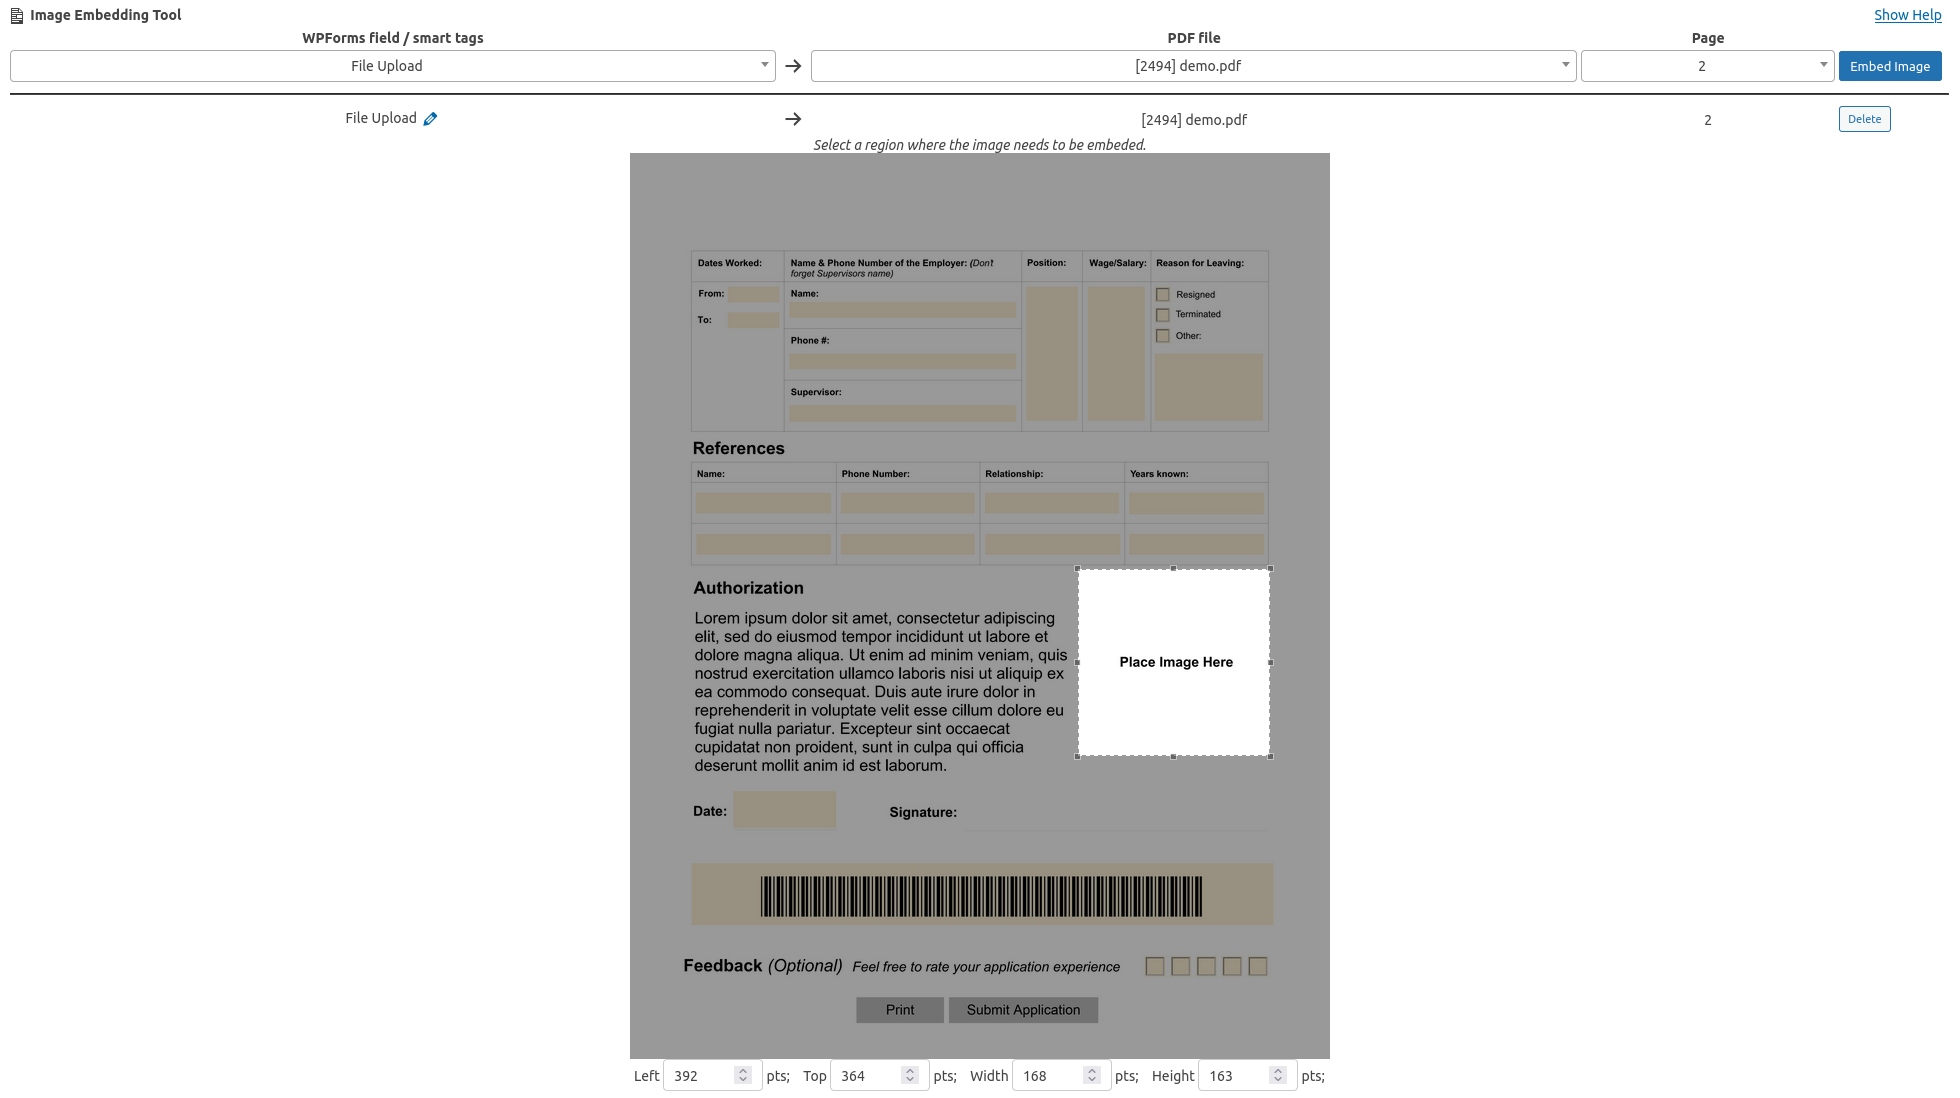 Image Embedding Tool
Show Help
WPForms field / smart tags
PDF file
Page
File Upload
[2494] demo.pdf
2
Embed Image
File Upload
[2494] demo.pdf
2
Delete
Select a region where the image needs to be embeded.
Dates Worked:
Name & Phone Number of the Employer: (Don't
forget Supervisors name)
Position:
Wage/Salary:
Reason for Leaving:
From:
Name:
Resigned
To:
Terminated
Phone #:
Other:
Supervisor:
References
Name:
Phone Number:
Relationship:
Years known:
Authorization
Lorem ipsum dolor sit amet, consectetur adipiscing
elit, sed do eiusmod tempor incididunt ut labore et
dolore magna aliqua. Ut enim ad minim veniam, quis
nostrud exercitation ullamco laboris nisi ut aliquip ex
ea commodo consequat. Duis aute irure dolor in
reprehenderit in voluptate velit esse cillum dolore eu
fugiat nulla pariatur. Excepteur sint occaecat
cupidatat non proident, sunt in culpa qui officia
deserunt mollit anim id est laborum.
Place Image Here
Date:
Signature:
Feedback (Optional) Feel free to rate your application experience
Print
Submit Application
Left 392 pts; Top 364 pts; Width 168 pts; Height 163 pts;